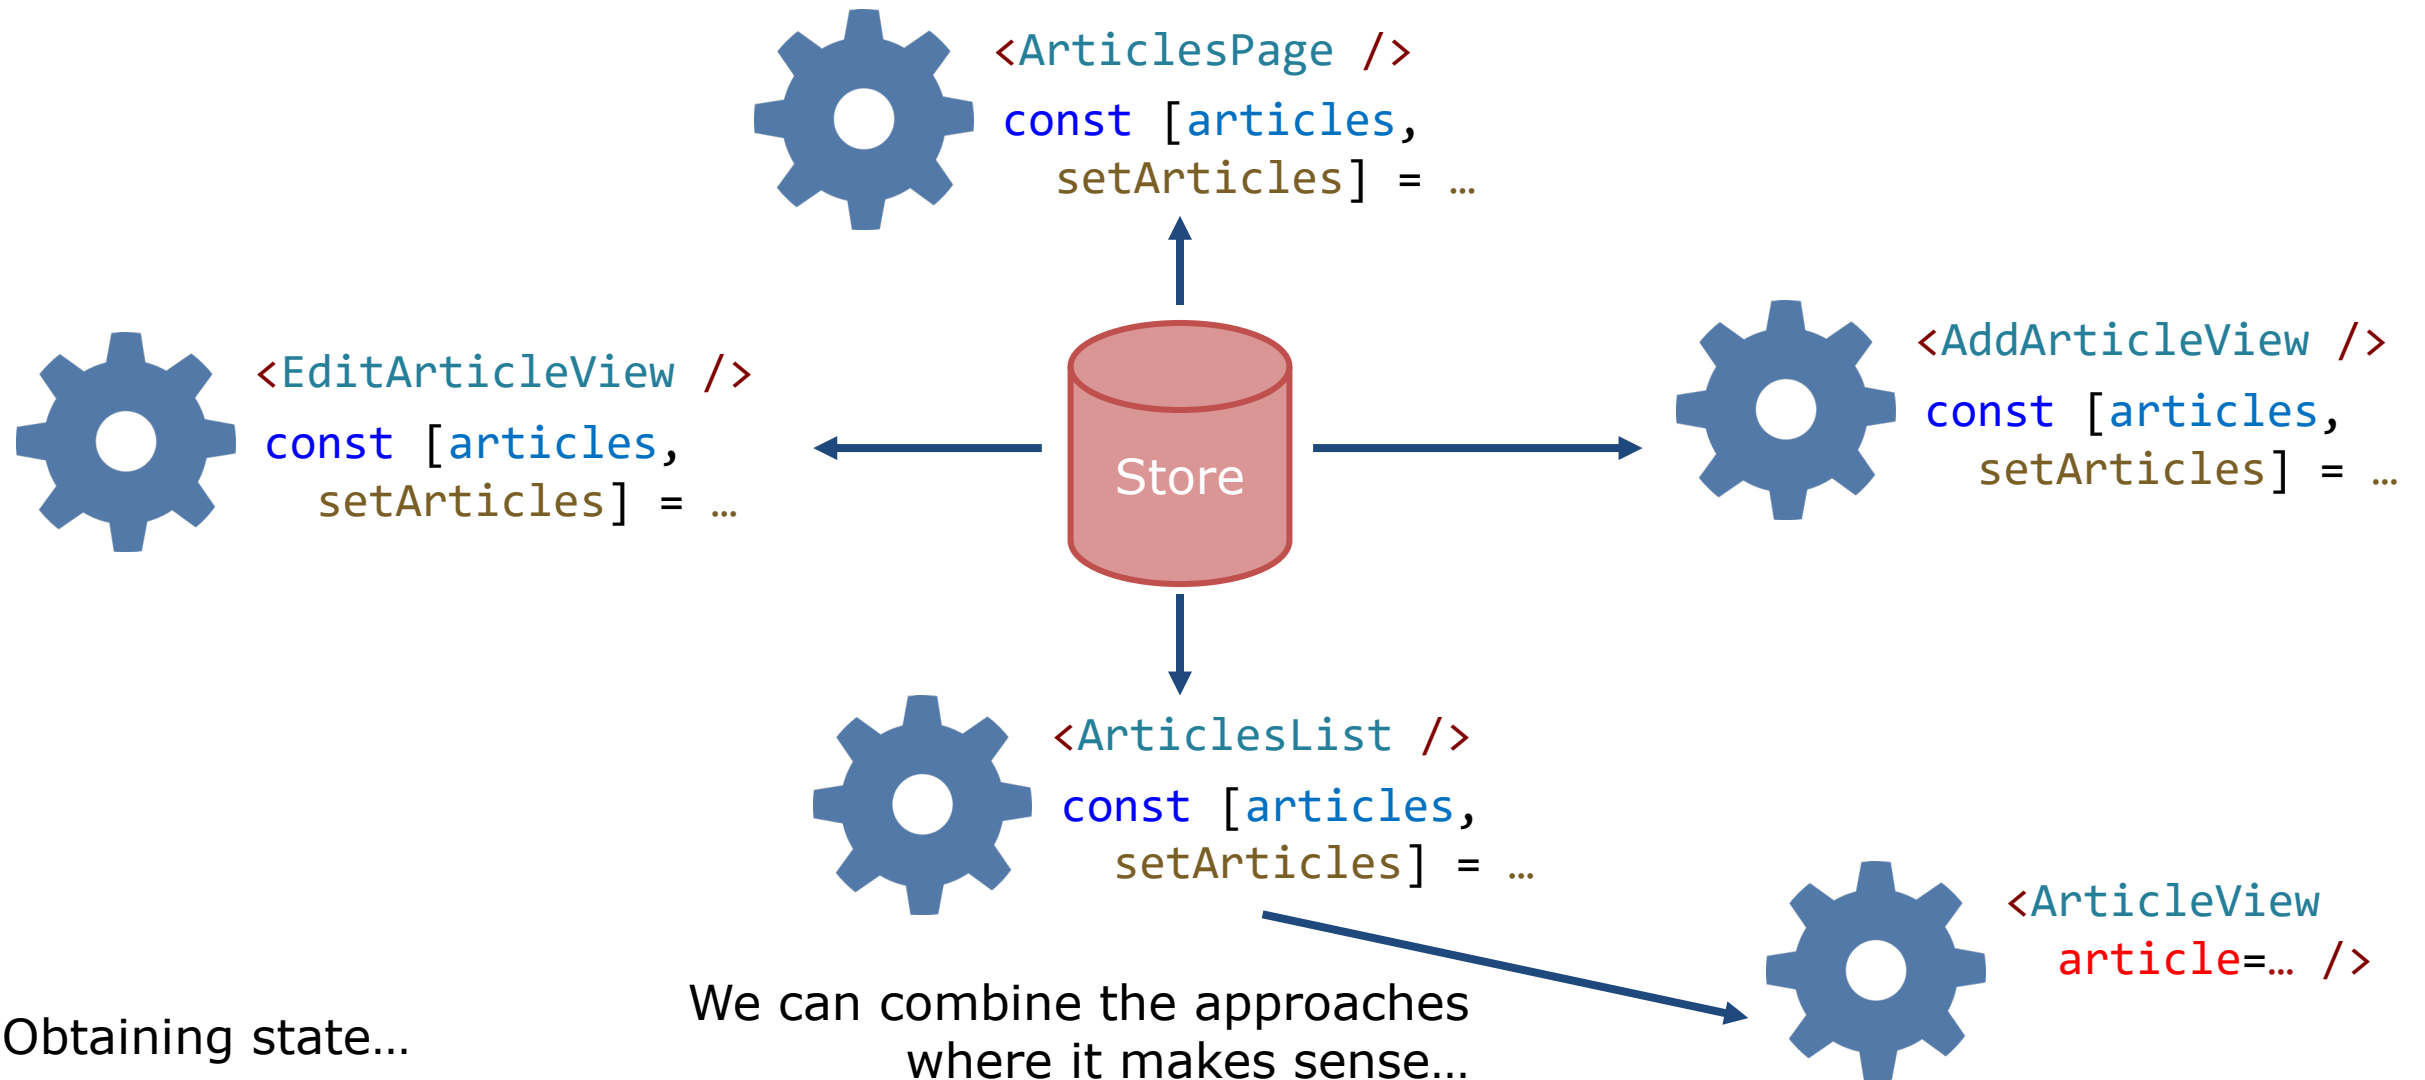 <ArticlesPage />
const [articles,
setArticles] = …
<EditArticleView />
const [articles,
setArticles] = …
Store
<AddArticleView />
const [articles,
setArticles] = …
<ArticlesList />
const [articles,
setArticles] = …
<ArticleView
article=… />
We can combine the approaches
where it makes sense…
Obtaining state…